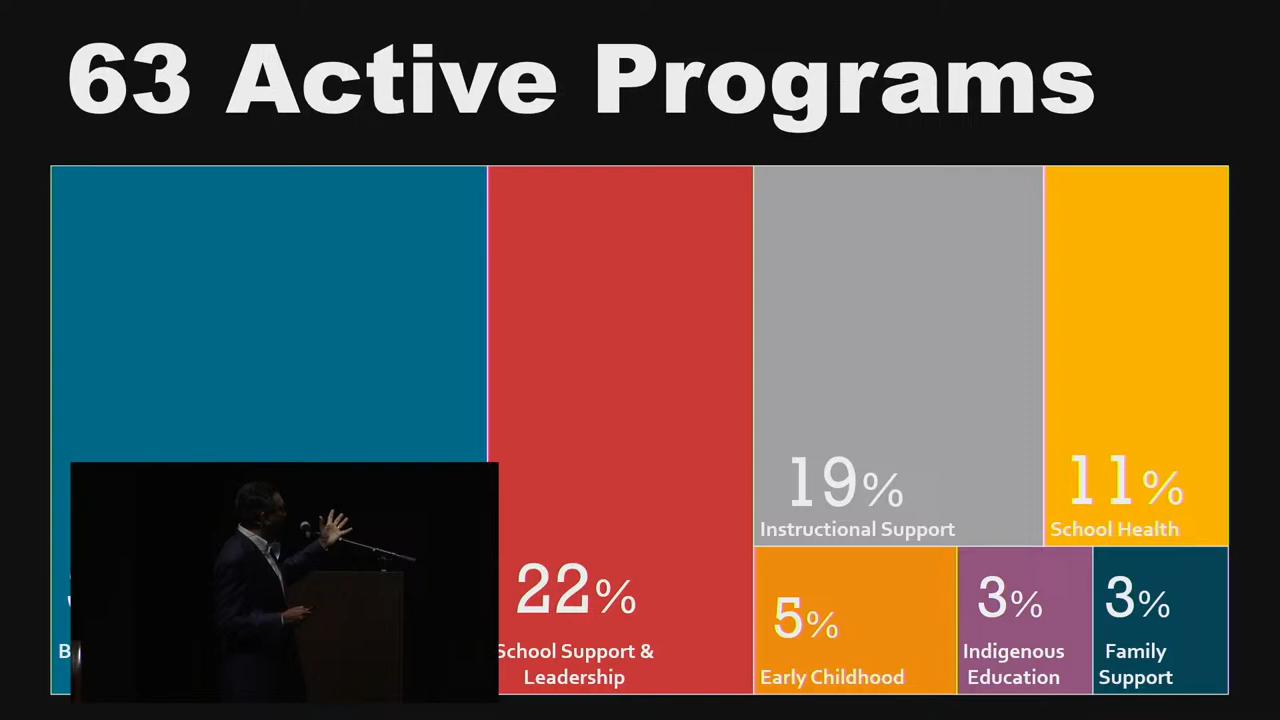 63 Active Programs
19%
Instructional Support
11%
School Health
22%
School Support &
Leadership
5%
Early Childhood
3%
Indigenous
Education
3%
Family
Support